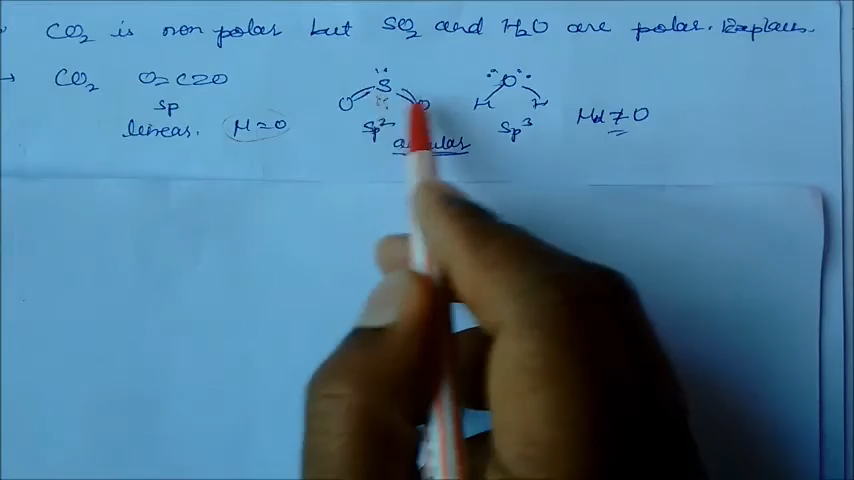 CO2 is non polar but SO2 and H2O are polar. Explain.
→ CO2 O=C=O S O O H H μd ≠ 0
sp sp2 sp3
linear. μ=0 angular